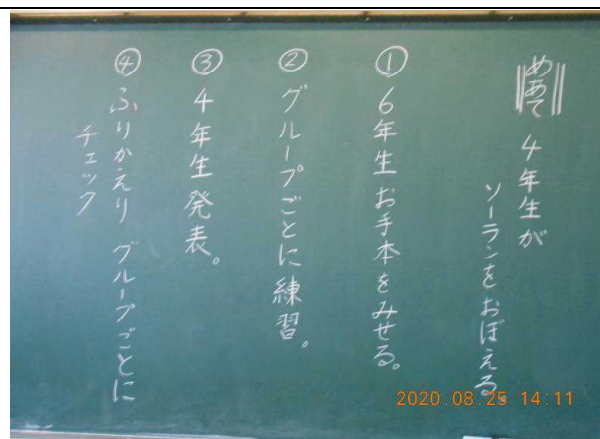 めあて 4年生が
ソーランをおぼえる。
① 6年生お手本をみせる。
② グループごとに練習。
③ 4年生発表。
④ ふりかえり グループごとに
チェック
2020.08.25 14:11